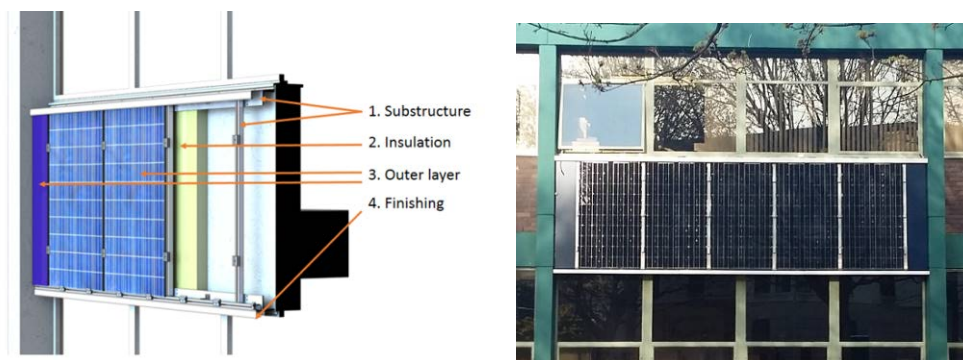 1. Substructure
2. Insulation
3. Outer layer
4. Finishing